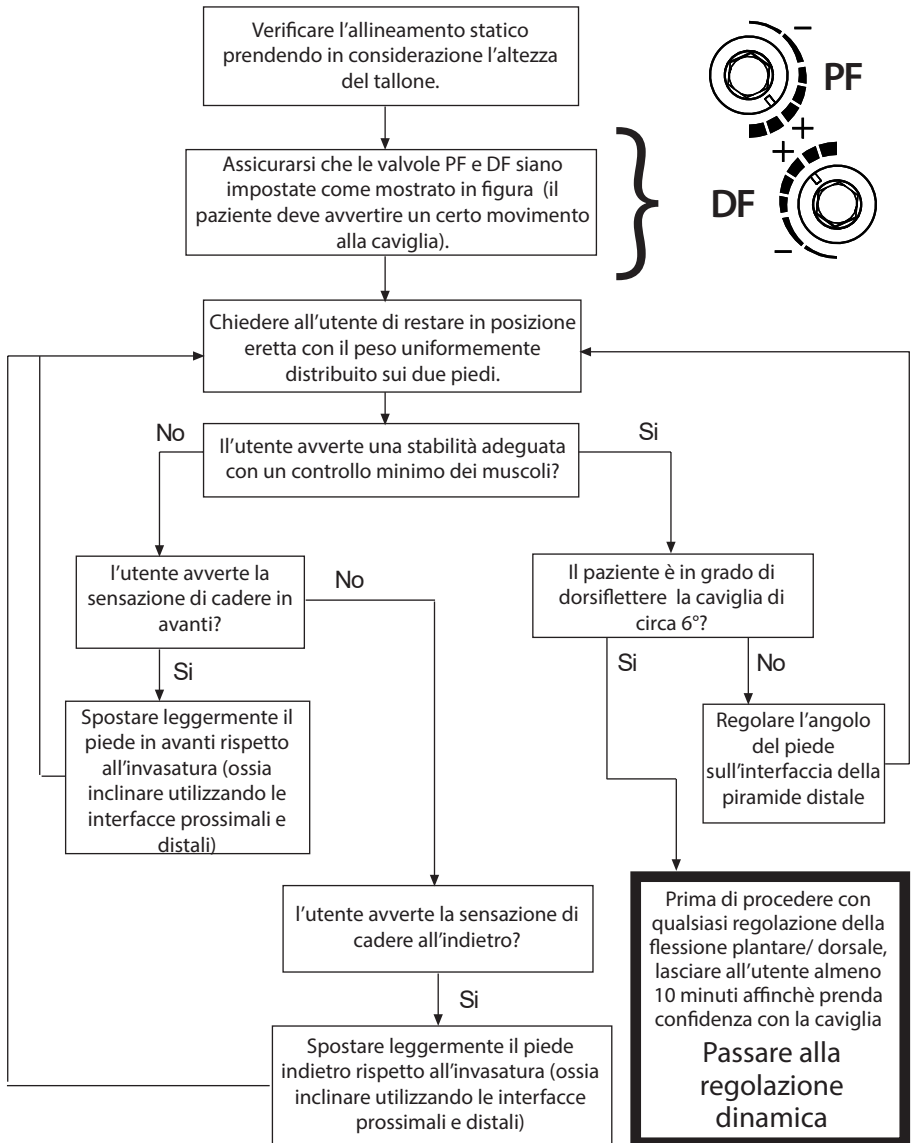 Verificare l'allineamento statico
prendendo in considerazione l'altezza
del tallone.
−
PF
+
Assicurarsi che le valvole PF e DF siano
impostate come mostrato in figura (il
paziente deve avvertire un certo movimento
alla caviglia).
+
DF
−
Chiedere all'utente di restare in posizione
eretta con il peso uniformemente
distribuito sui due piedi.
No
Si
Il'utente avverte una stabilità adeguata
con un controllo minimo dei muscoli?
l'utente avverte la
sensazione di cadere in
avanti?
No
Il paziente è in grado di
dorsiflettere la caviglia di
circa 6°?
Si
Si
No
Spostare leggermente il
piede in avanti rispetto
all'invasatura (ossia
inclinare utilizzando le
interfacce prossimali e
distali)
Regolare l'angolo
del piede
sull'interfaccia della
piramide distale
l'utente avverte la sensazione di
cadere all'indietro?
Si
Spostare leggermente il piede
indietro rispetto all'invasatura (ossia
inclinare utilizzando le interfacce
prossimali e distali)
Prima di procedere con
qualsiasi regolazione della
flessione plantare/ dorsale,
lasciare all'utente almeno
10 minuti affinchè prenda
confidenza con la caviglia
Passare alla
regolazione
dinamica